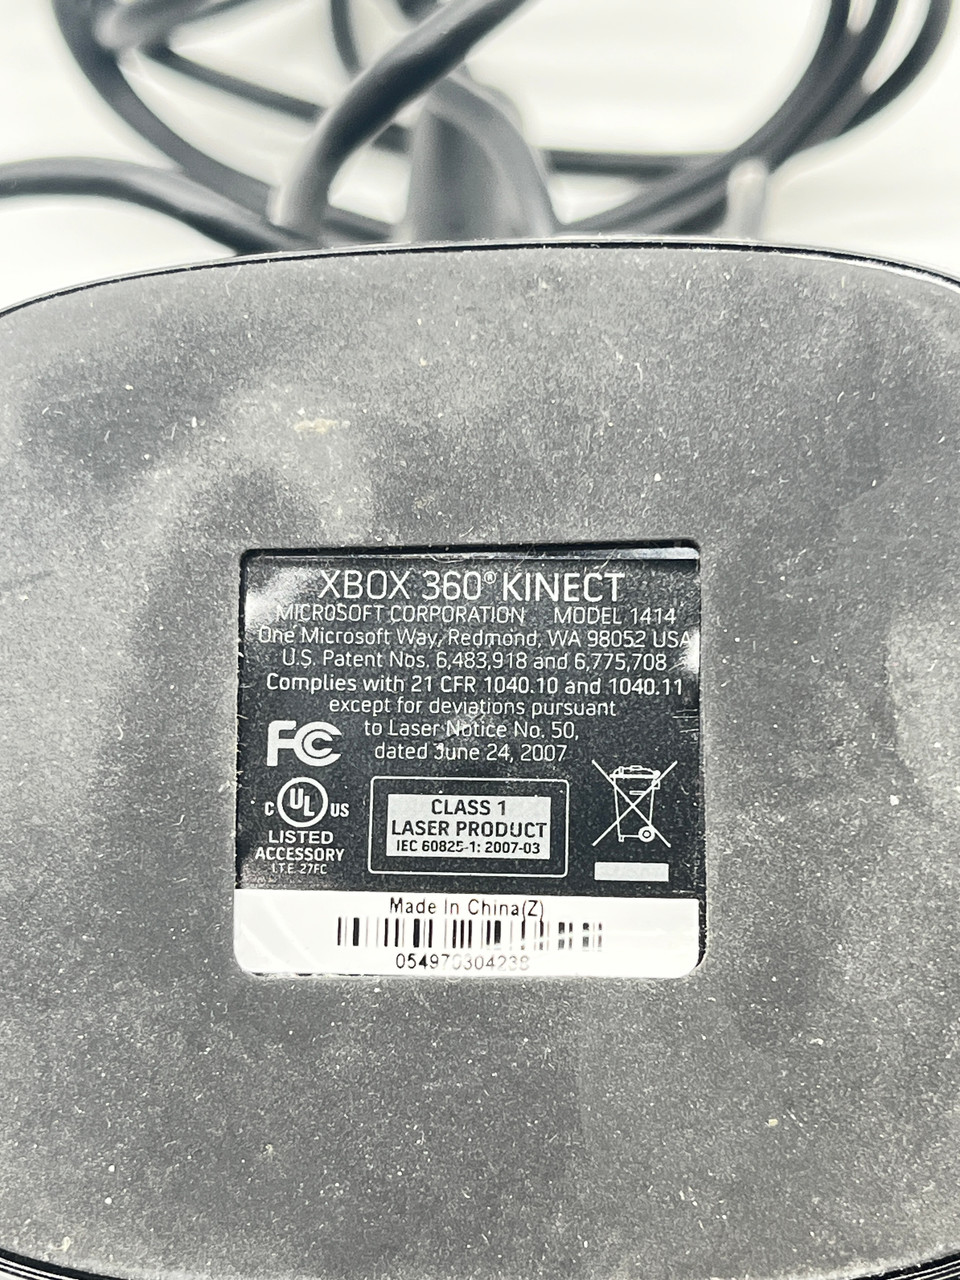 XBOX 360® KINECT
MICROSOFT CORPORATION MODEL 1414
One Microsoft Way, Redmond, WA 98052 USA
U.S. Patent Nos. 6,483,918 and 6,775,708
Complies with 21 CFR 1040.10 and 1040.11
except for deviations pursuant
to Laser Notice No. 50,
dated June 24, 2007
FC
C UL US
LISTED
ACCESSORY
I.T.E. 27FC
CLASS 1
LASER PRODUCT
IEC 60825-1: 2007-03
Made In China(Z)